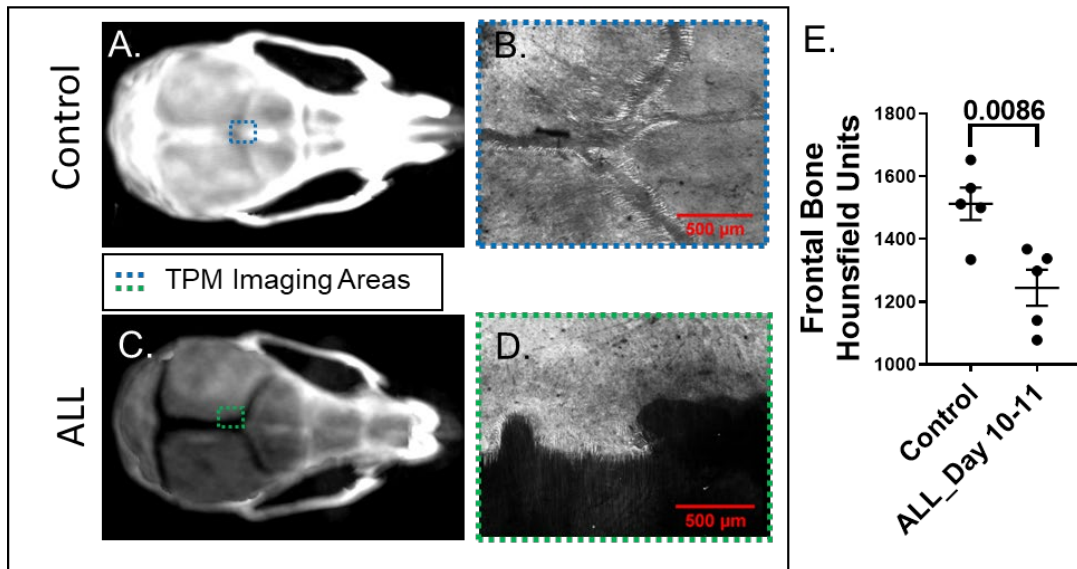 A.
B.
Control
500 µm
TPM Imaging Areas
C.
D.
ALL
500 µm
E.
0.0086
Frontal Bone
Hounsfield Units
1800
1600
1400
1200
1000
Control
ALL_Day 10-11